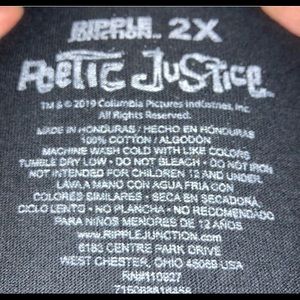 RIPPLE
JUNCTION 2X
Poetic Justice
TM & © 2019 Columbia Pictures Industries, Inc.
All Rights Reserved.
MADE IN HONDURAS / HECHO EN HONDURAS
100% COTTON / ALGODÓN
MACHINE WASH COLD WITH LIKE COLORS
TUMBLE DRY LOW • DO NOT BLEACH • DO NOT IRON
NOT INTENDED FOR CHILDREN 12 AND UNDER
LAVA A MANO CON AGUA FRIA CON
COLORES SIMILARES • SECA EN SECADORA,
CICLO LENTO • NO PLANCHA • NO RECOMENDADO
PARA NIÑOS MENORES DE 12 AÑOS
WWW.RIPPLEJUNCTION.COM
6183 CENTRE PARK DRIVE
WEST CHESTER, OHIO 45069 USA
RN#110827